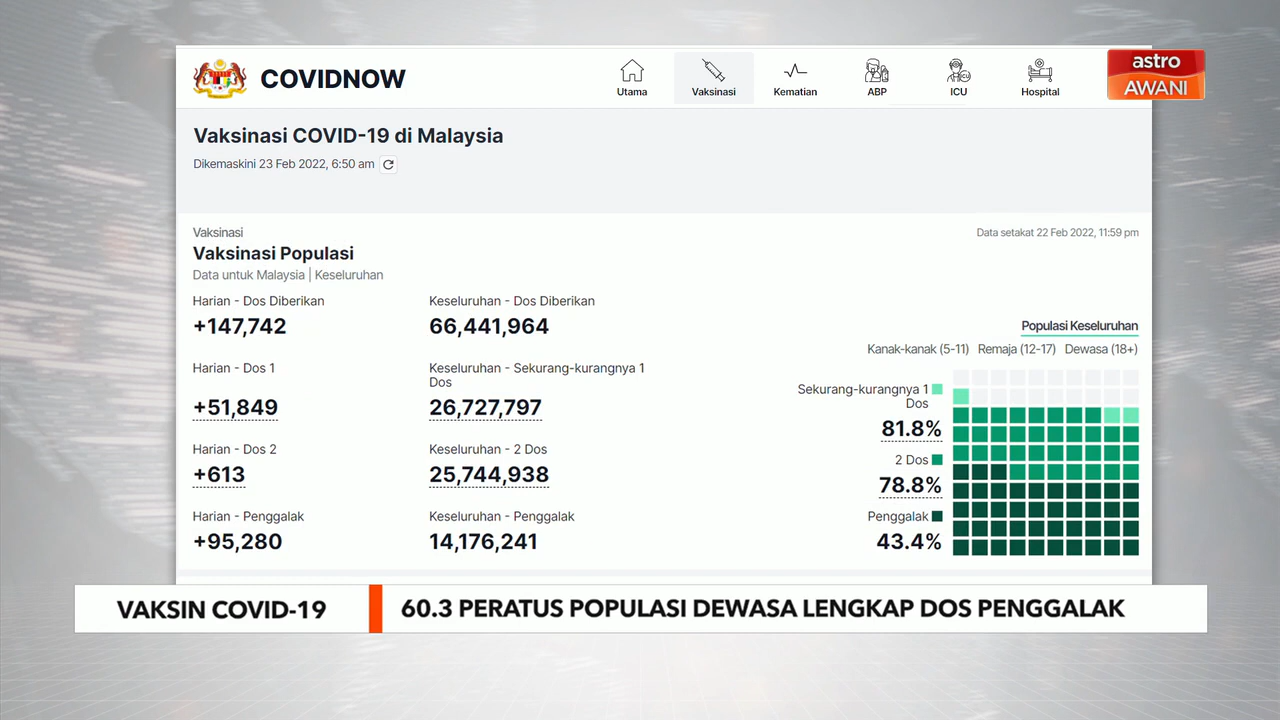 COVIDNOW
Utama
Vaksinasi
Kematian
ABP
ICU
Hospital
astro
AWANI
Vaksinasi COVID-19 di Malaysia
Dikemaskini 23 Feb 2022, 6:50 am
Vaksinasi
Data setakat 22 Feb 2022, 11:59 pm
Vaksinasi Populasi
Data untuk Malaysia | Keseluruhan
Harian - Dos Diberikan
+147,742
Keseluruhan - Dos Diberikan
66,441,964
Harian - Dos 1
+51,849
Keseluruhan - Sekurang-kurangnya 1
Dos
26,727,797
Harian - Dos 2
+613
Keseluruhan - 2 Dos
25,744,938
Harian - Penggalak
+95,280
Keseluruhan - Penggalak
14,176,241
Populasi Keseluruhan
Kanak-kanak (5-11) Remaja (12-17) Dewasa (18+)
Sekurang-kurangnya 1
Dos
81.8%
2 Dos
78.8%
Penggalak
43.4%
VAKSIN COVID-19
60.3 PERATUS POPULASI DEWASA LENGKAP DOS PENGGALAK